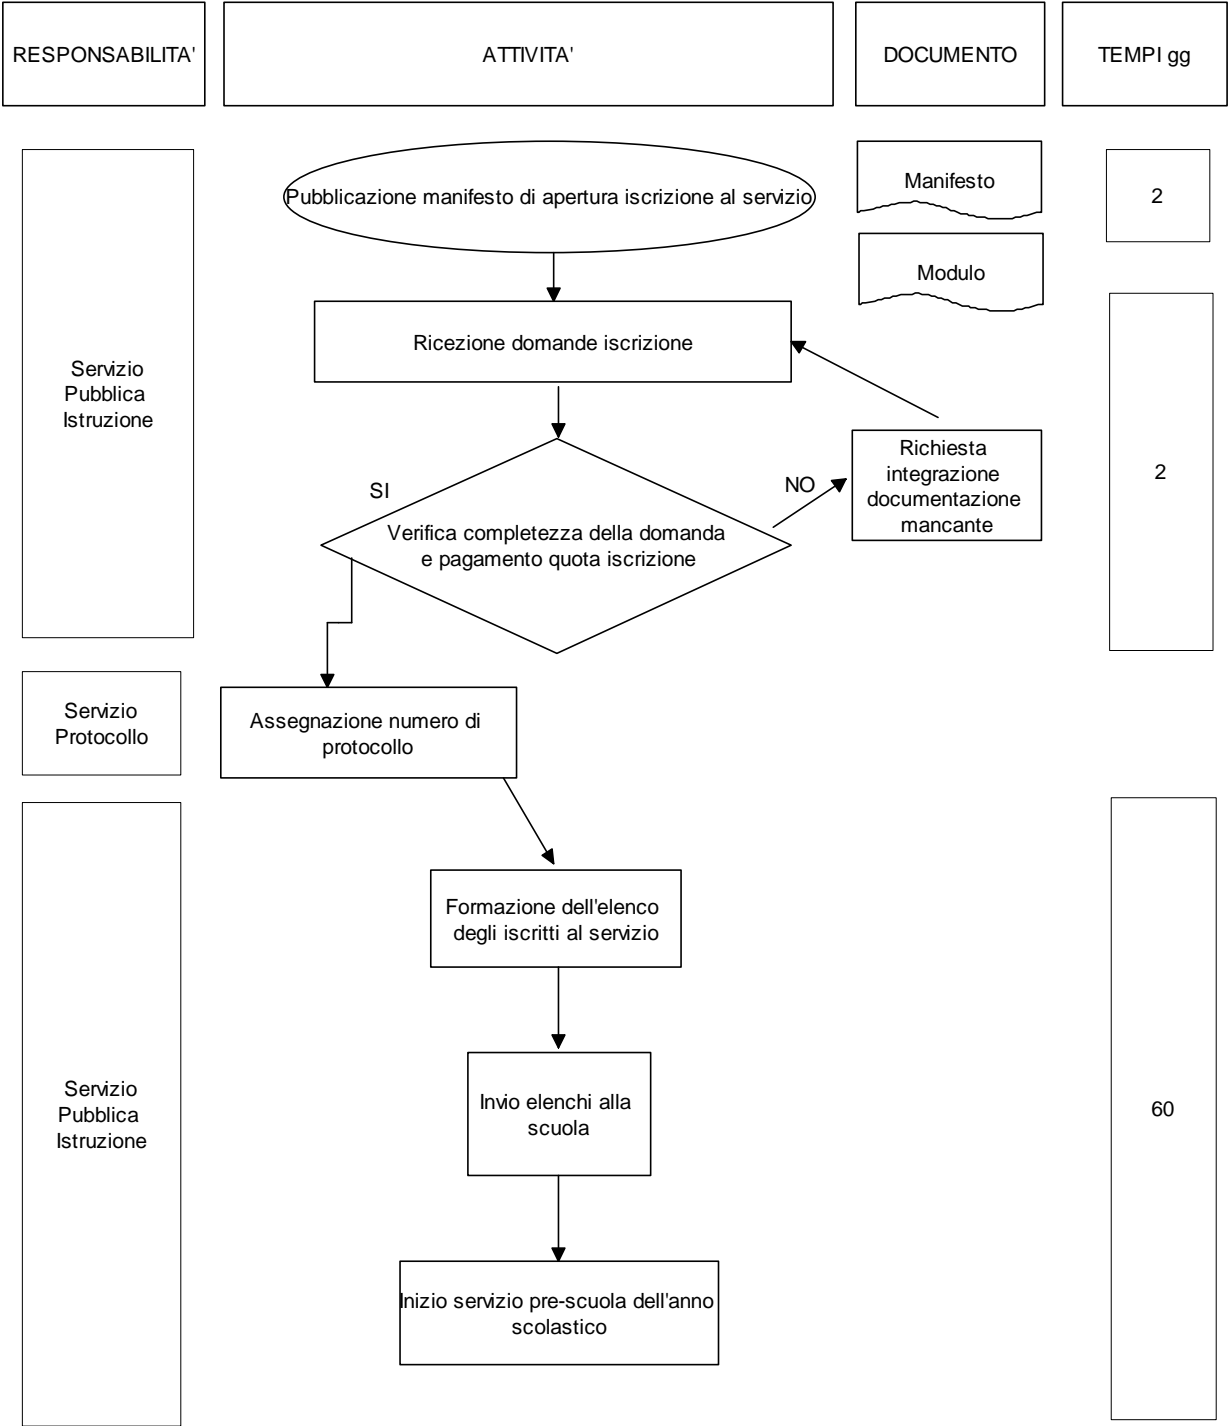 RESPONSABILITA'
ATTIVITA'
DOCUMENTO
TEMPI gg
Pubblicazione manifesto di apertura iscrizione al servizio
Manifesto
2
Modulo
Ricezione domande iscrizione
Servizio
Pubblica
Istruzione
Richiesta
integrazione
documentazione
mancante
2
SI
NO
Verifica completezza della domanda
e pagamento quota iscrizione
Servizio
Protocollo
Assegnazione numero di
protocollo
Formazione dell'elenco
degli iscritti al servizio
Servizio
Pubblica
Istruzione
Invio elenchi alla
scuola
60
Inizio servizio pre-scuola dell'anno
scolastico